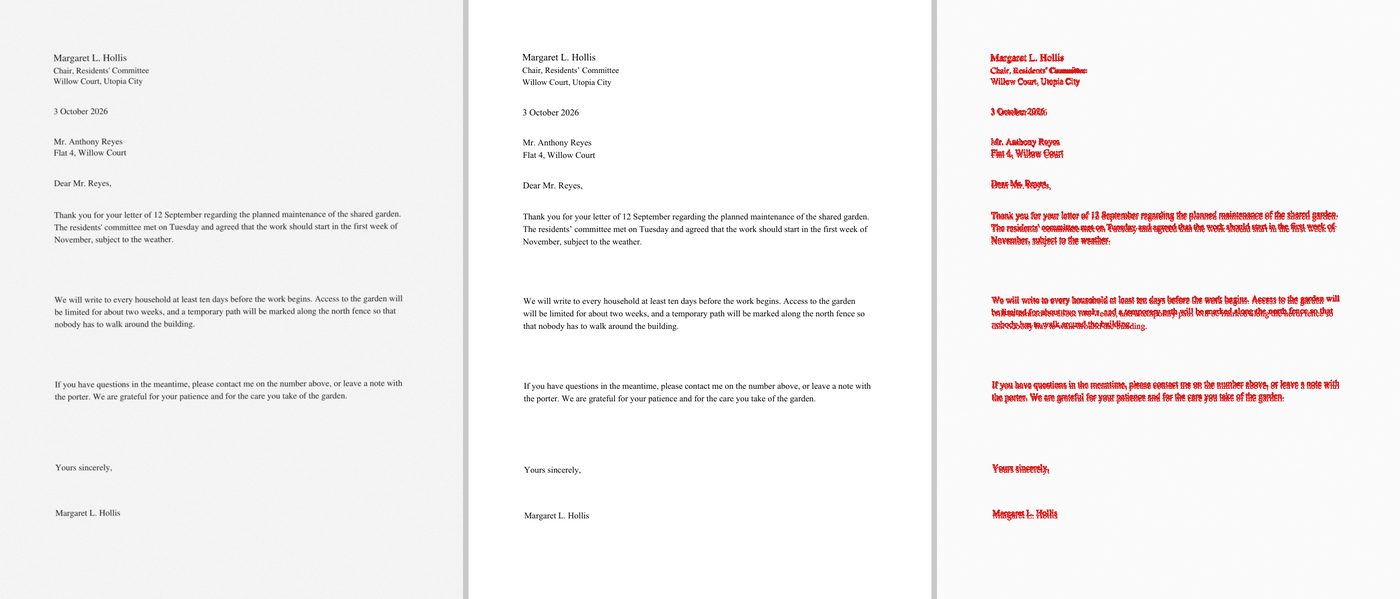 Margaret L. Hollis
Chair, Residents' Committee
Willow Court, Utopia City
3 October 2026
Mr. Anthony Reyes
Flat 4, Willow Court
Dear Mr. Reyes,
Thank you for your letter of 12 September regarding the planned maintenance of the shared garden.
The residents' committee met on Tuesday and agreed that the work should start in the first week of
November, subject to the weather.
We will write to every household at least ten days before the work begins. Access to the garden will
be limited for about two weeks, and a temporary path will be marked along the north fence so that
nobody has to walk around the building.
If you have questions in the meantime, please contact me on the number above, or leave a note with
the porter. We are grateful for your patience and for the care you take of the garden.
Yours sincerely,
Margaret L. Hollis
Margaret L. Hollis
Chair, Residents’ Committee
Willow Court, Utopia City
3 October 2026
Mr. Anthony Reyes
Flat 4, Willow Court
Dear Mr. Reyes,
Thank you for your letter of 12 September regarding the planned maintenance of the shared garden.
The residents’ committee met on Tuesday and agreed that the work should start in the first week of
November, subject to the weather.
We will write to every household at least ten days before the work begins. Access to the garden
will be limited for about two weeks, and a temporary path will be marked along the north fence so
that nobody has to walk around the building.
If you have questions in the meantime, please contact me on the number above, or leave a note with
the porter. We are grateful for your patience and for the care you take of the garden.
Yours sincerely,
Margaret L. Hollis
Margaret L. Hollis
Chair, Residents' Committee
Willow Court, Utopia City
3 October 2026
Mr. Anthony Reyes
Flat 4, Willow Court
Dear Mr. Reyes,
Thank you for your letter of 12 September regarding the planned maintenance of the shared garden.
The residents' committee met on Tuesday and agreed that the work should start in the first week of
November, subject to the weather.
We will write to every household at least ten days before the work begins. Access to the garden will
If you have questions in the meantime, please contact me on the number above, or leave a note with
the porter. We are grateful for your patience and for the care you take of the garden.
Yours sincerely,
Margaret L. Hollis